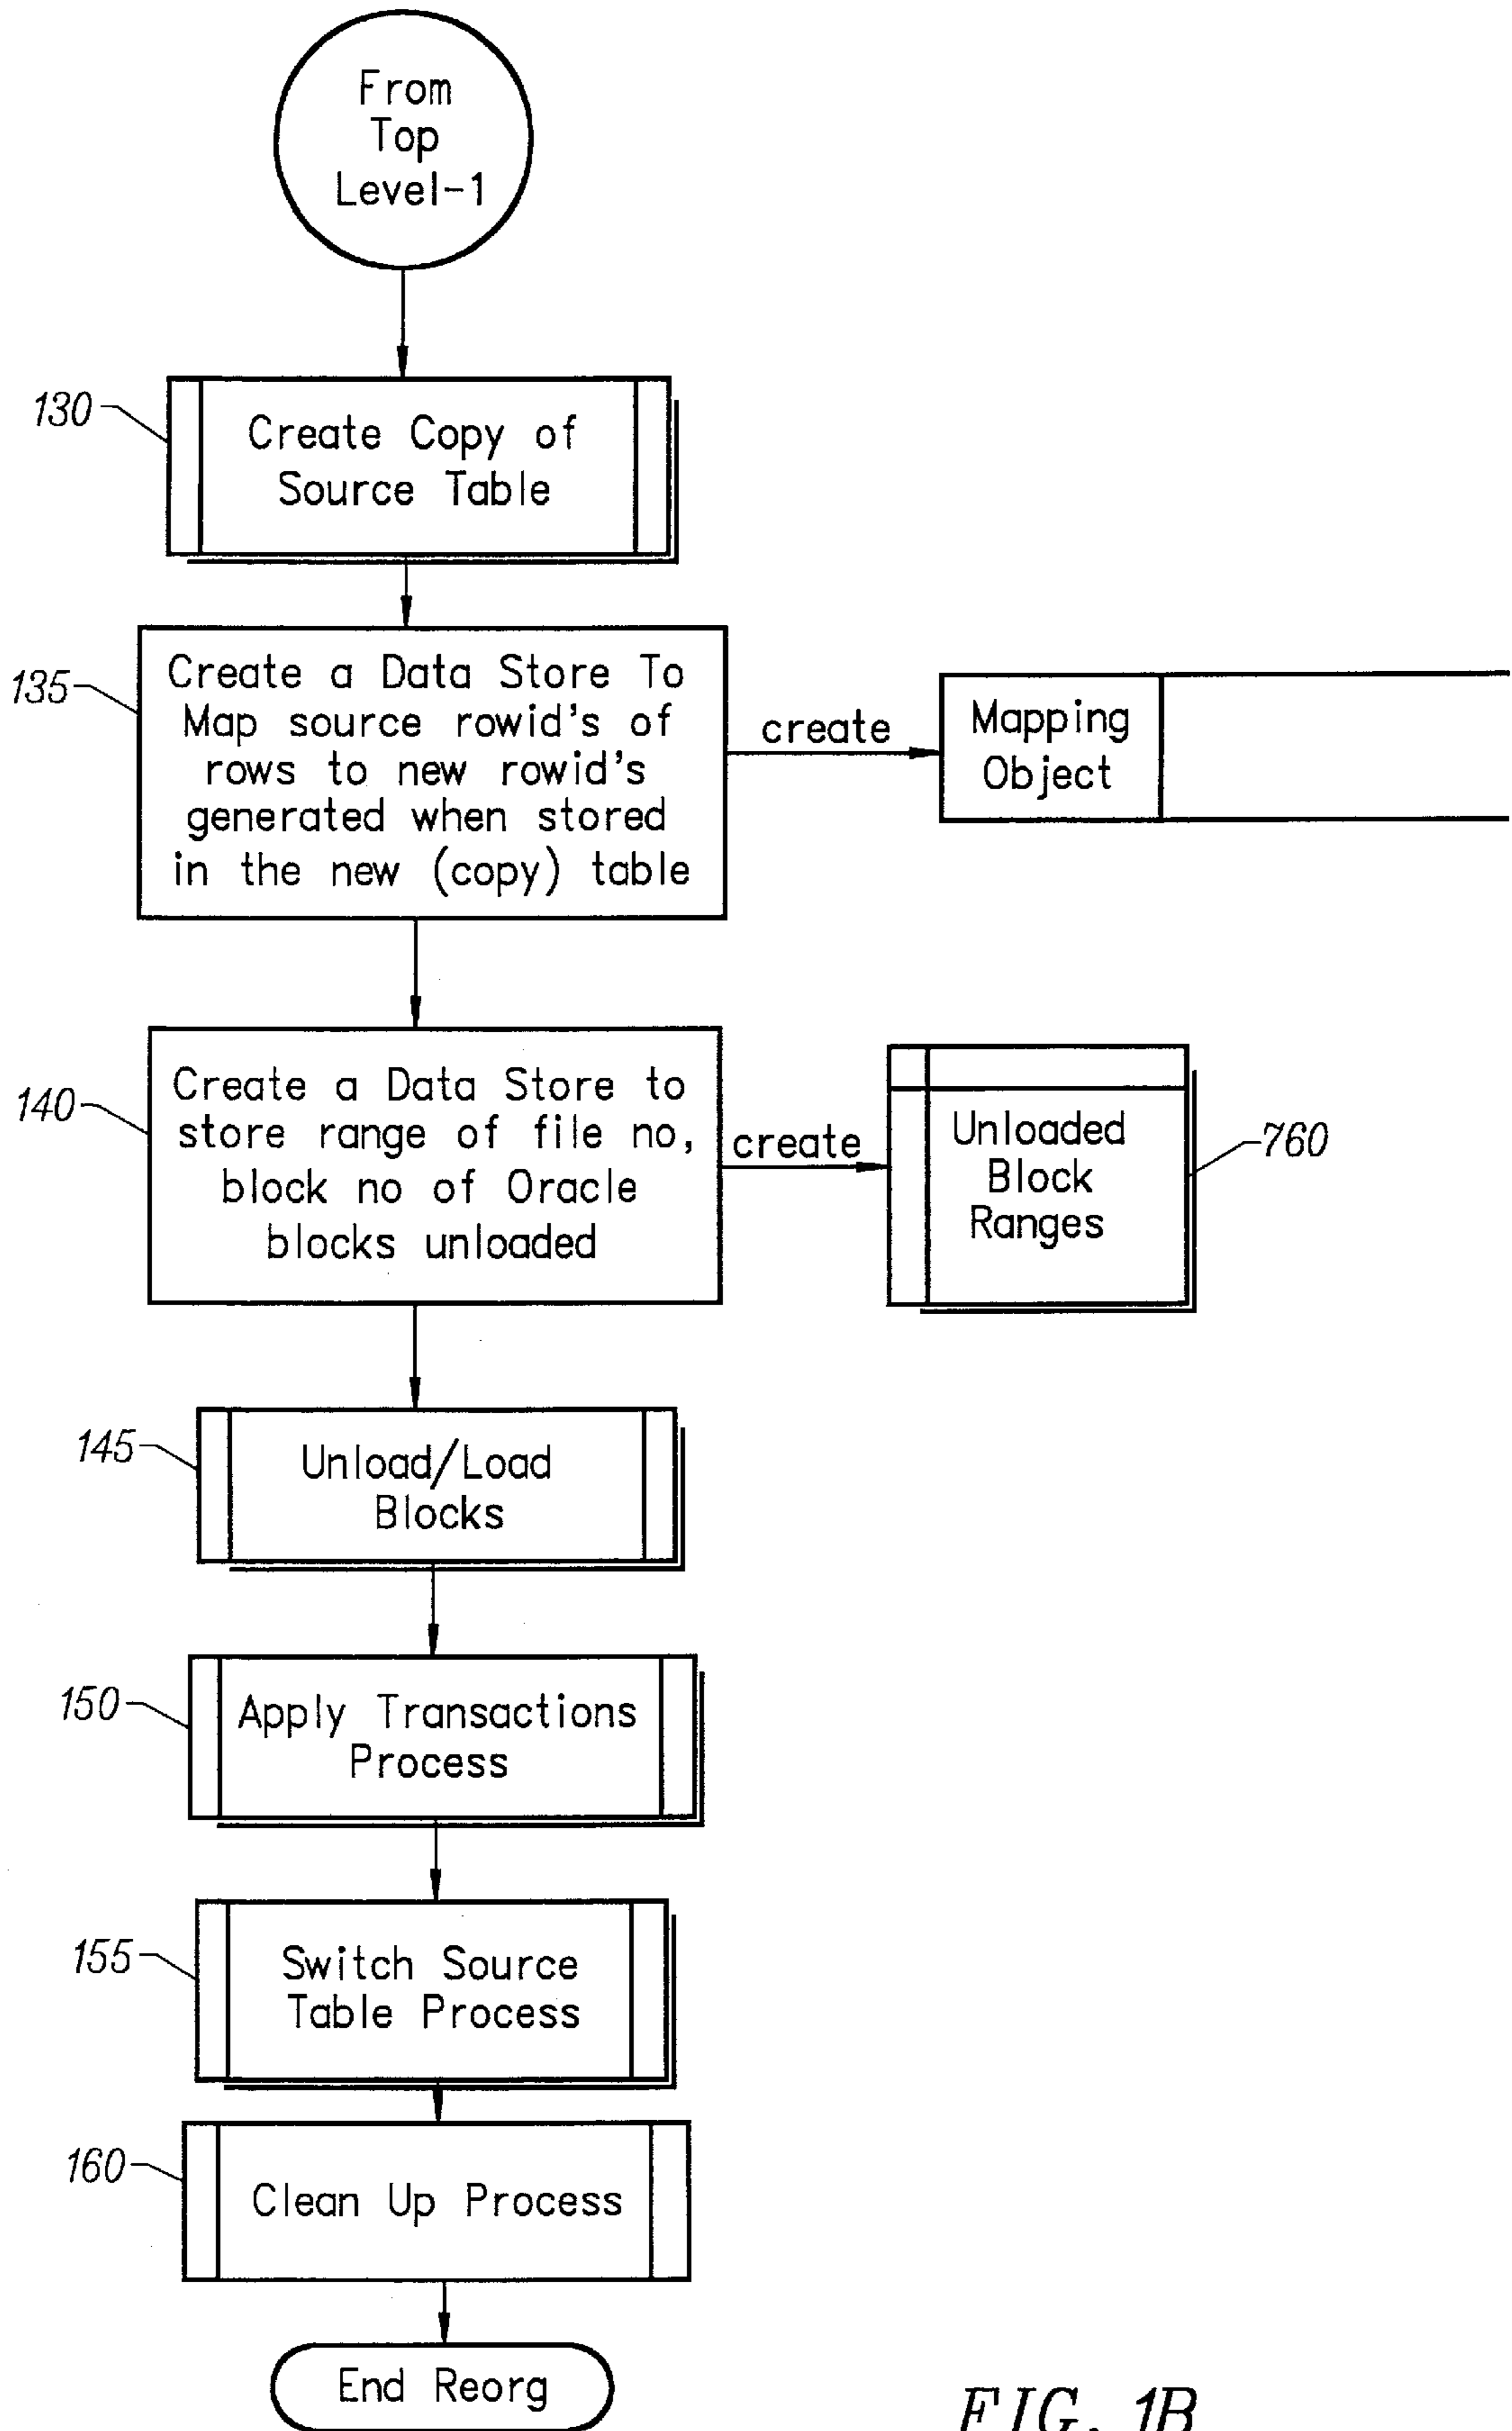 From
Top
Level-1
130
Create Copy of
Source Table
135
Create a Data Store To
Map source rowid's of
rows to new rowid's
generated when stored
in the new (copy) table
create
Mapping
Object
140
Create a Data Store to
store range of file no,
block no of Oracle
blocks unloaded
create
Unloaded
Block
Ranges
760
145
Unload/Load
Blocks
150
Apply Transactions
Process
155
Switch Source
Table Process
160
Clean Up Process
End Reorg
FIG. 1B